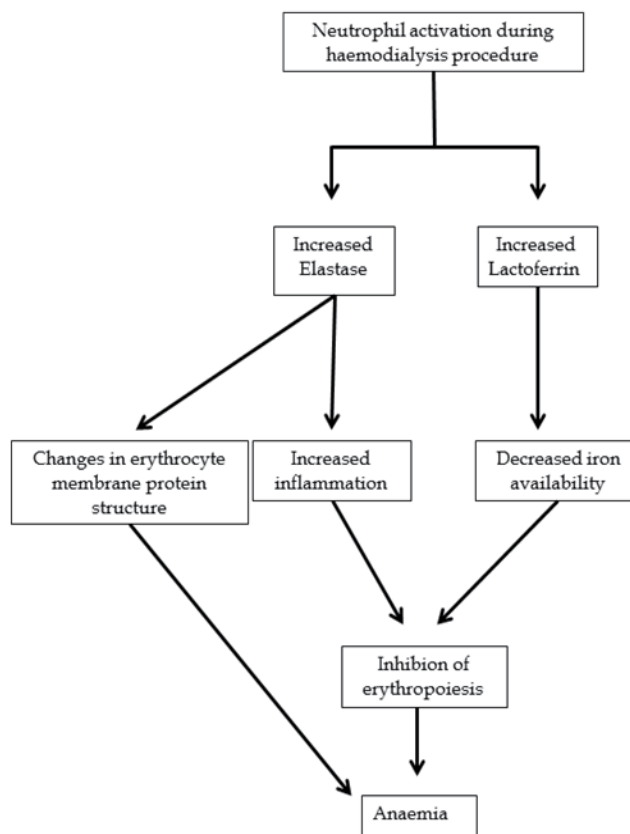 Neutrophil activation during
haemodialysis procedure
Increased
Elastase
Increased
Lactoferrin
Changes in erythrocyte
membrane protein
structure
Increased
inflammation
Decreased iron
availability
Inhibion of
erythropoiesis
Anaemia